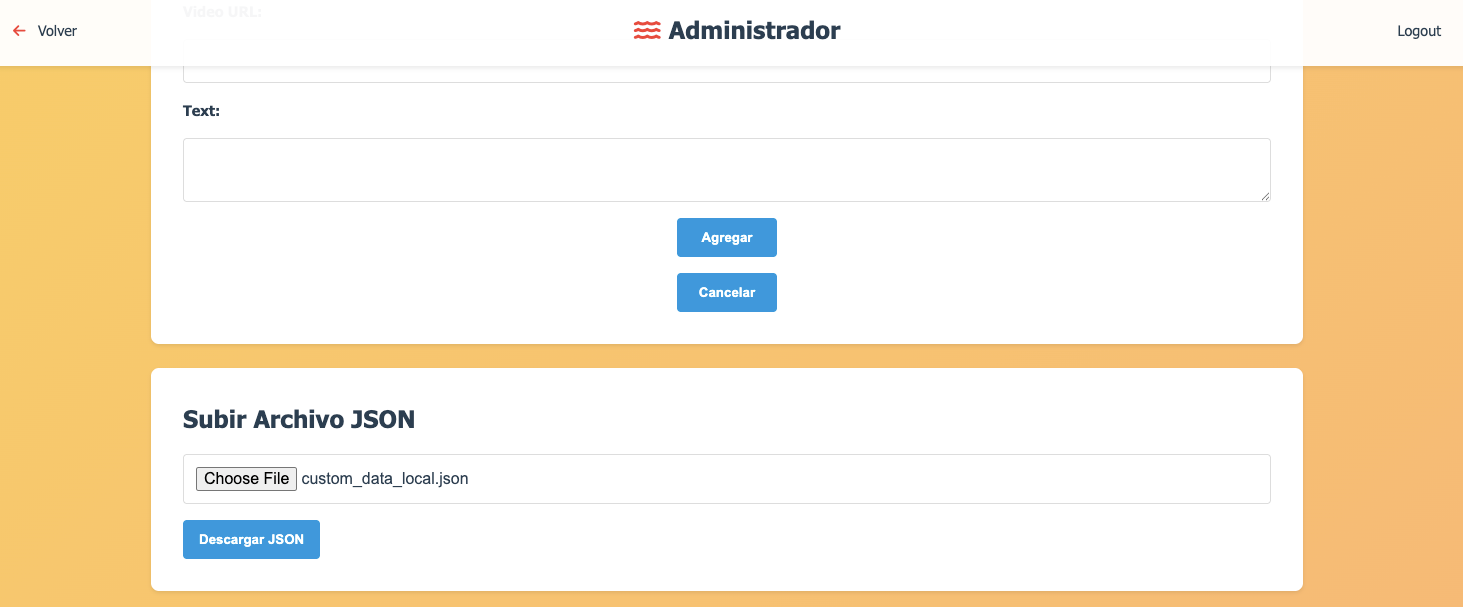 Video URL:
Volver
Administrador
Logout
Text:
Agregar
Cancelar
Subir Archivo JSON
Choose File custom_data_local.json
Descargar JSON